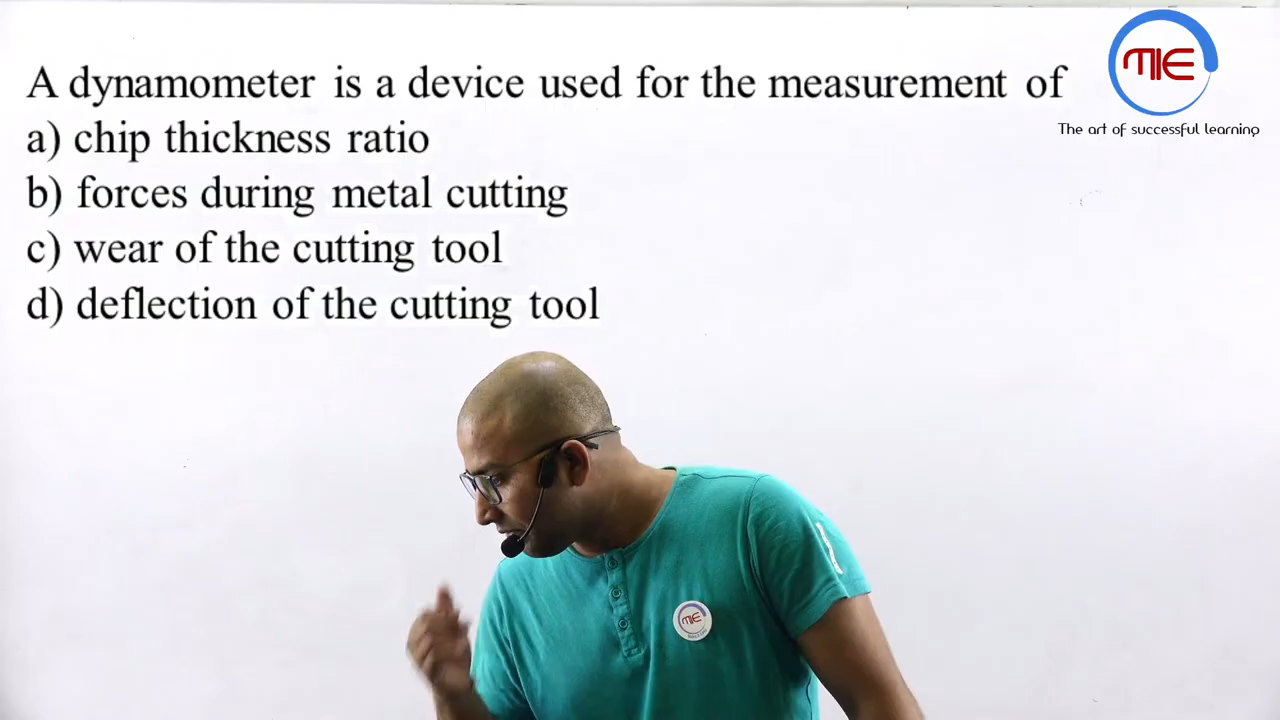 A dynamometer is a device used for the measurement of
a) chip thickness ratio
b) forces during metal cutting
c) wear of the cutting tool
d) deflection of the cutting tool
MIE
The art of successful learning
MIE